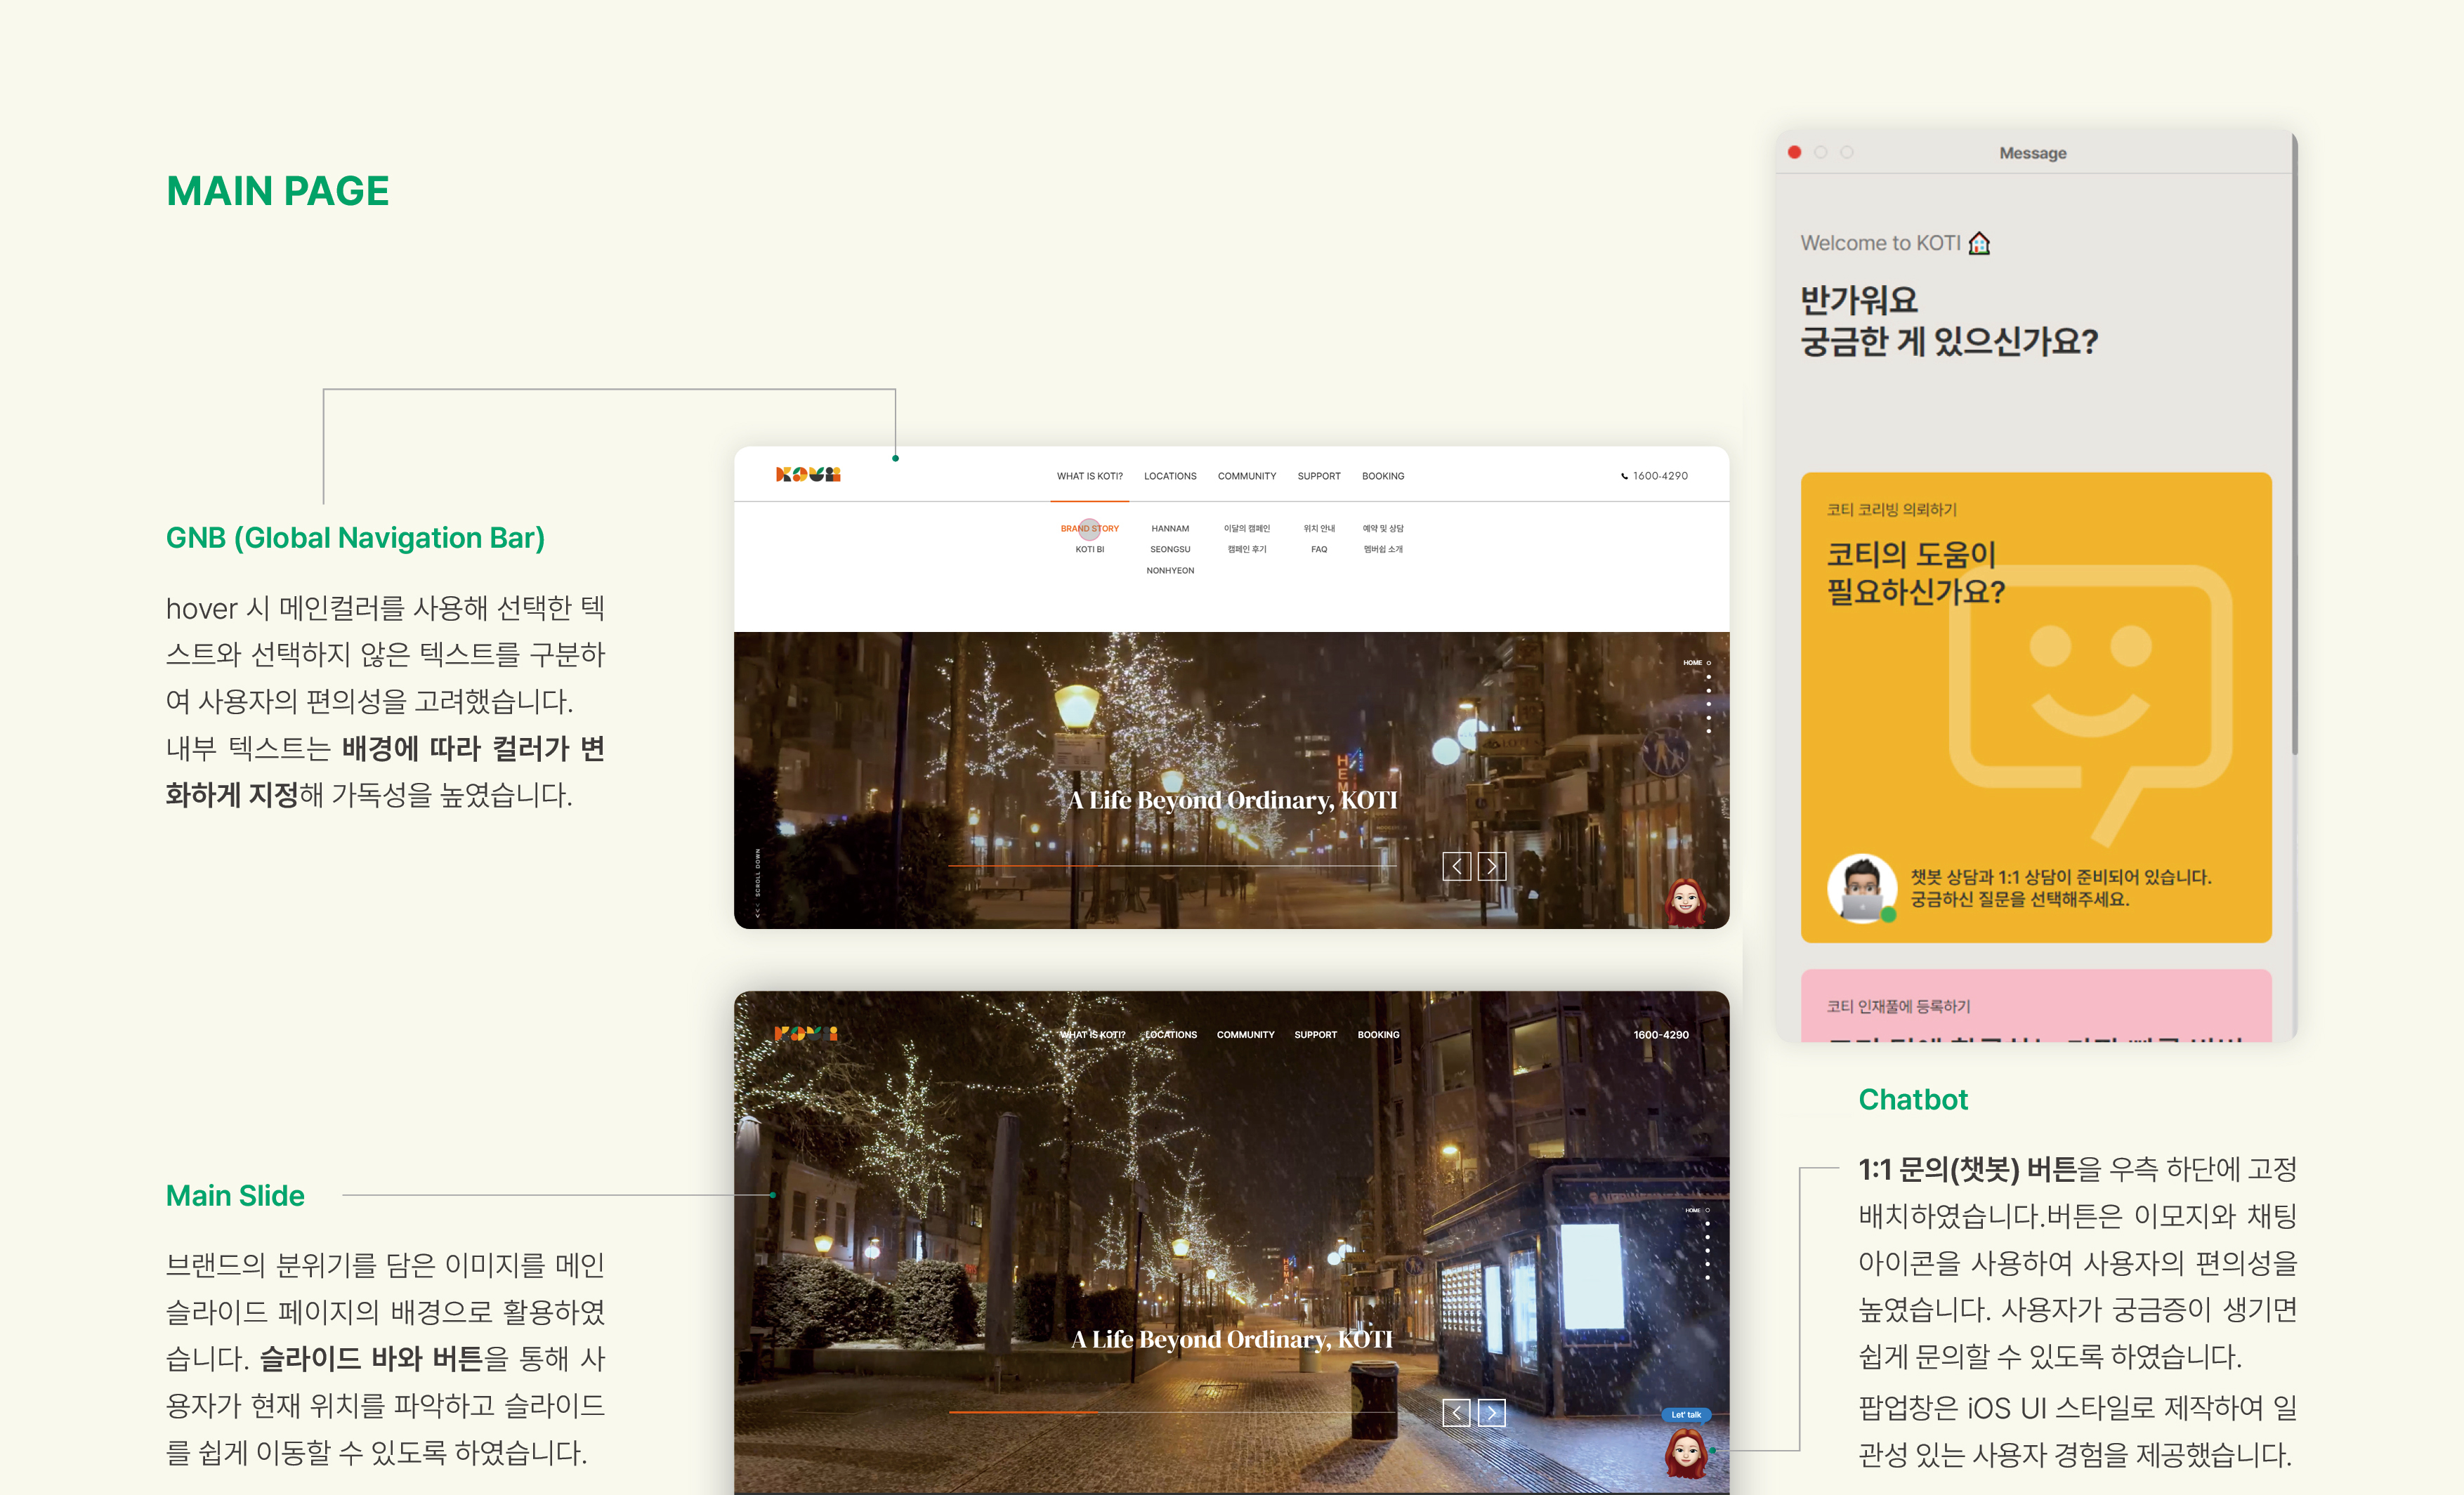 MAIN PAGE
GNB (Global Navigation Bar)
hover 시 메인컬러를 사용해 선택한 텍
스트와 선택하지 않은 텍스트를 구분하
여 사용자의 편의성을 고려했습니다.
내부 텍스트는 배경에 따라 컬러가 변
화하게 지정해 가독성을 높였습니다.
Main Slide
브랜드의 분위기를 담은 이미지를 메인
슬라이드 페이지의 배경으로 활용하였
습니다. 슬라이드 바와 버튼을 통해 사
용자가 현재 위치를 파악하고 슬라이드
를 쉽게 이동할 수 있도록 하였습니다.
KOTI
WHAT IS KOTI? LOCATIONS COMMUNITY SUPPORT BOOKING
1600-4290
BRAND STORY HANNAM 이달의 캠페인 위치 안내 예약 및 상담
KOTI BI SEONGSU 캠페인 후기 FAQ 멤버쉽 소개
NONHYEON
HOME
HEMA
A Life Beyond Ordinary, KOTI
<<< SCROLL DOWN
KOTI
WHAT IS KOTI? LOCATIONS COMMUNITY SUPPORT BOOKING
1600-4290
HOME
A Life Beyond Ordinary, KOTI
Let' talk
Message
Welcome to KOTI
반가워요
궁금한 게 있으신가요?
코티 코리빙 의뢰하기
코티의 도움이
필요하신가요?
챗봇 상담과 1:1 상담이 준비되어 있습니다.
궁금하신 질문을 선택해주세요.
코티 인재풀에 등록하기
Chatbot
1:1 문의(챗봇) 버튼을 우측 하단에 고정
배치하였습니다.버튼은 이모지와 채팅
아이콘을 사용하여 사용자의 편의성을
높였습니다. 사용자가 궁금증이 생기면
쉽게 문의할 수 있도록 하였습니다.
팝업창은 iOS UI 스타일로 제작하여 일
관성 있는 사용자 경험을 제공했습니다.